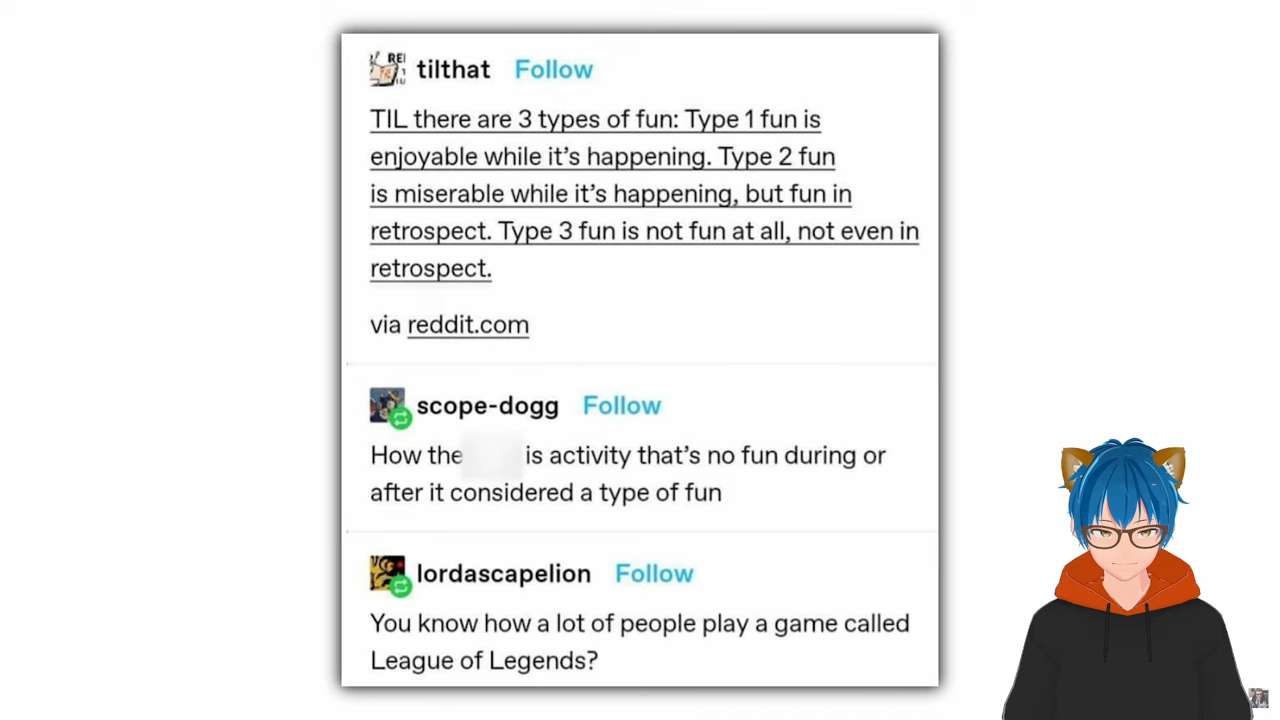 tilthat Follow
TIL there are 3 types of fun: Type 1 fun is
enjoyable while it's happening. Type 2 fun
is miserable while it's happening, but fun in
retrospect. Type 3 fun is not fun at all, not even in
retrospect.
via reddit.com
scope-dogg Follow
How the is activity that's no fun during or
after it considered a type of fun
lordascapelion Follow
You know how a lot of people play a game called
League of Legends?